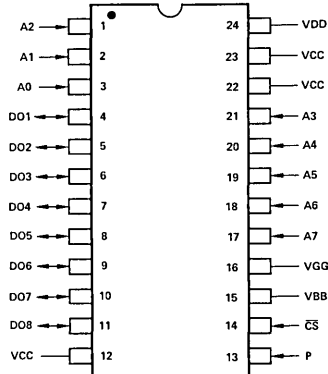 A2 1 24 VDD
A1 2 23 VCC
A0 3 22 VCC
DO1 4 21 A3
DO2 5 20 A4
DO3 6 19 A5
DO4 7 18 A6
DO5 8 17 A7
DO6 9 16 VGG
DO7 10 15 VBB
DO8 11 14 C̅S̅
VCC 12 13 P